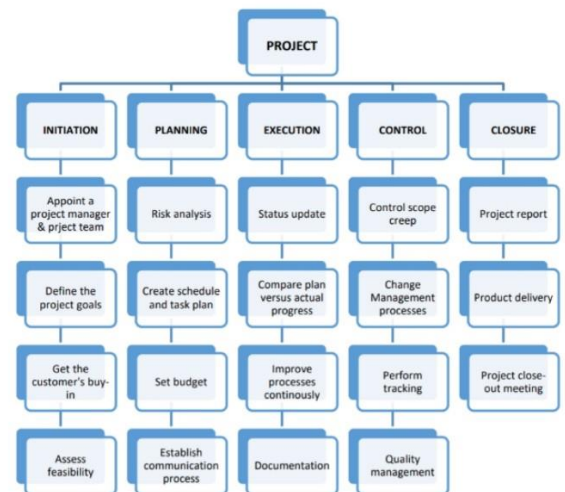 PROJECT
INITIATION
PLANNING
EXECUTION
CONTROL
CLOSURE
Appoint a
project manager
& prject team
Risk analysis
Status update
Control scope
creep
Project report
Define the
project goals
Create schedule
and task plan
Compare plan
versus actual
progress
Change
Management
processes
Product delivery
Get the
customer's buy-
in
Set budget
Improve
processes
continously
Perform
tracking
Project close-
out meeting
Assess
feasibility
Establish
communication
process
Documentation
Quality
management